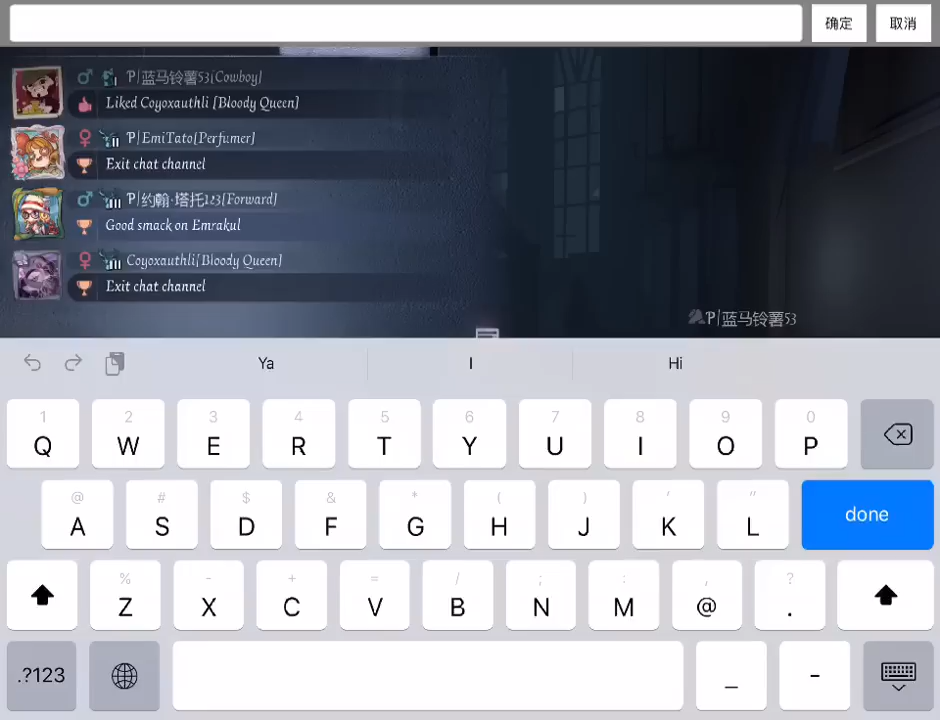 确定 取消
P|蓝马铃薯53[Cowboy]
Liked Coyoxauthli [Bloody Queen]
P|EmiTato[Perfumer]
Exit chat channel
P|约翰·塔托123[Forward]
Good smack on Emrakul
Coyoxauthli[Bloody Queen]
Exit chat channel
P|蓝马铃薯53
Ya I Hi
1 2 3 4 5 6 7 8 9 0
Q W E R T Y U I O P
@ # $ & * ( ) ' "
A S D F G H J K L done
% - + = / ; : , ?
Z X C V B N M @ .
.?123 _ -